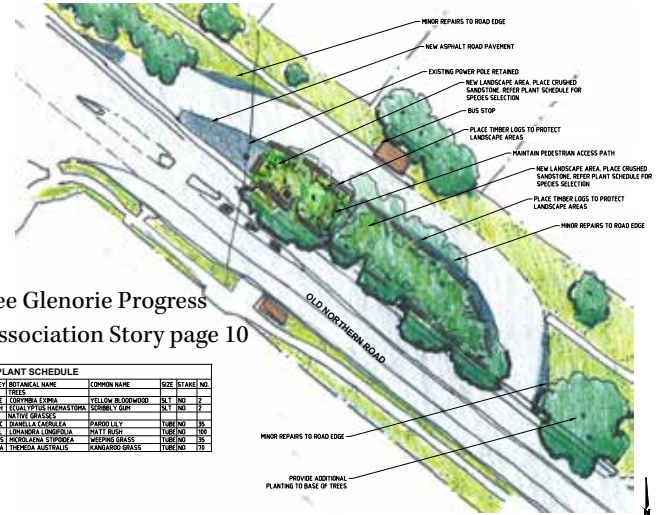 MINOR REPAIRS TO ROAD EDGE
NEW ASPHALT ROAD PAVEMENT
EXISTING POWER POLE RETAINED
NEW LANDSCAPE AREA. PLACE CRUSHED
SANDSTONE. REFER PLANT SCHEDULE FOR
SPECIES SELECTION
BUS STOP
PLACE TIMBER LOGS TO PROTECT
LANDSCAPE AREAS
MAINTAIN PEDESTRIAN ACCESS PATH
NEW LANDSCAPE AREA. PLACE CRUSHED
SANDSTONE. REFER PLANT SCHEDULE FOR
SPECIES SELECTION
PLACE TIMBER LOGS TO PROTECT
LANDSCAPE AREAS
MINOR REPAIRS TO ROAD EDGE
OLD NORTHERN ROAD
ee Glenorie Progress
ssociation Story page 10
PLANT SCHEDULE
EY BOTANICAL NAME COMMON NAME SIZE STAKE NO.
TREES
E CORYMBIA EXIMIA YELLOW BLOODWOOD 5LT NO 2
H ECUALYPTUS HAEMASTOMA SCRIBBLY GUM 5LT NO 2
NATIVE GRASSES
C DIANELLA CAERULEA PAROO LILY TUBE NO 35
L LOMANDRA LONGIFOLIA MATT RUSH TUBE NO 100
S MICROLAENA STIPOIDEA WEEPING GRASS TUBE NO 35
A THEMEDA AUSTRALIS KANGAROO GRASS TUBE NO 70
MINOR REPAIRS TO ROAD EDGE
PROVIDE ADDITIONAL
PLANTING TO BASE OF TREES
N